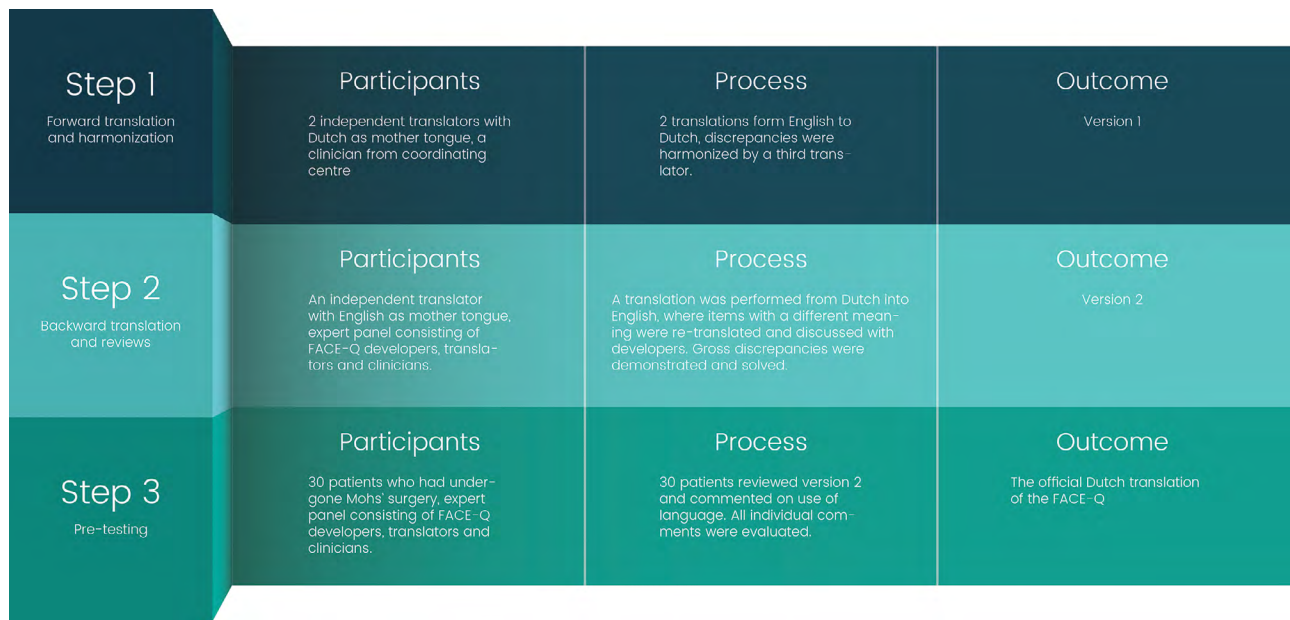 Step 1
Forward translation
and harmonization
Participants
2 independent translators with
Dutch as mother tongue, a
clinician from coordinating
centre
Process
2 translations form English to
Dutch, discrepancies were
harmonized by a third trans-
lator.
Outcome
Version 1
Step 2
Backward translation
and reviews
Participants
An independent translator
with English as mother tongue,
expert panel consisting of
FACE-Q developers, transla-
tors and clinicians.
Process
A translation was performed from Dutch into
English, where items with a different mean-
ing were re-translated and discussed with
developers. Gross discrepancies were
demonstrated and solved.
Outcome
Version 2
Step 3
Pre-testing
Participants
30 patients who had under-
gone Mohs' surgery, expert
panel consisting of FACE-Q
developers, translators and
clinicians.
Process
30 patients reviewed version 2
and commented on use of
language. All individual com-
ments were evaluated.
Outcome
The official Dutch translation
of the FACE-Q